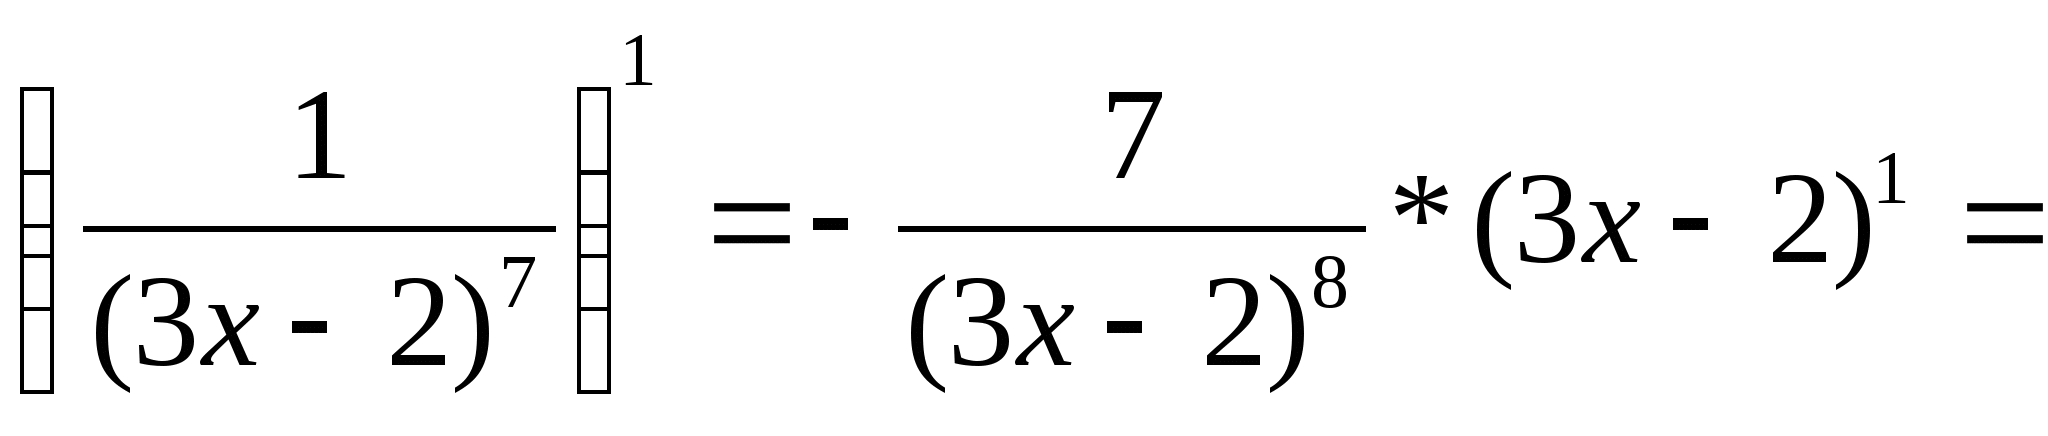 (1/(3x - 2)^7)^1 = - 7/(3x - 2)^8 * (3x - 2)^1 =